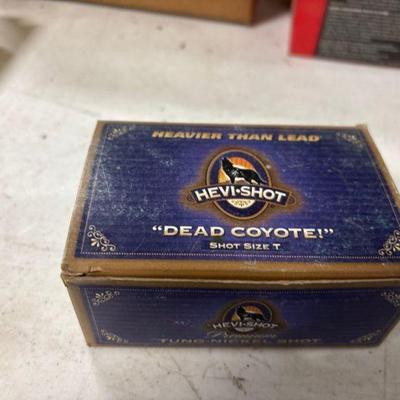 HEAVIER THAN LEAD
HEVI•SHOT
"DEAD COYOTE!"
SHOT SIZE T
HEVI•SHOT
Premium
TUNG-NICKEL SHOT